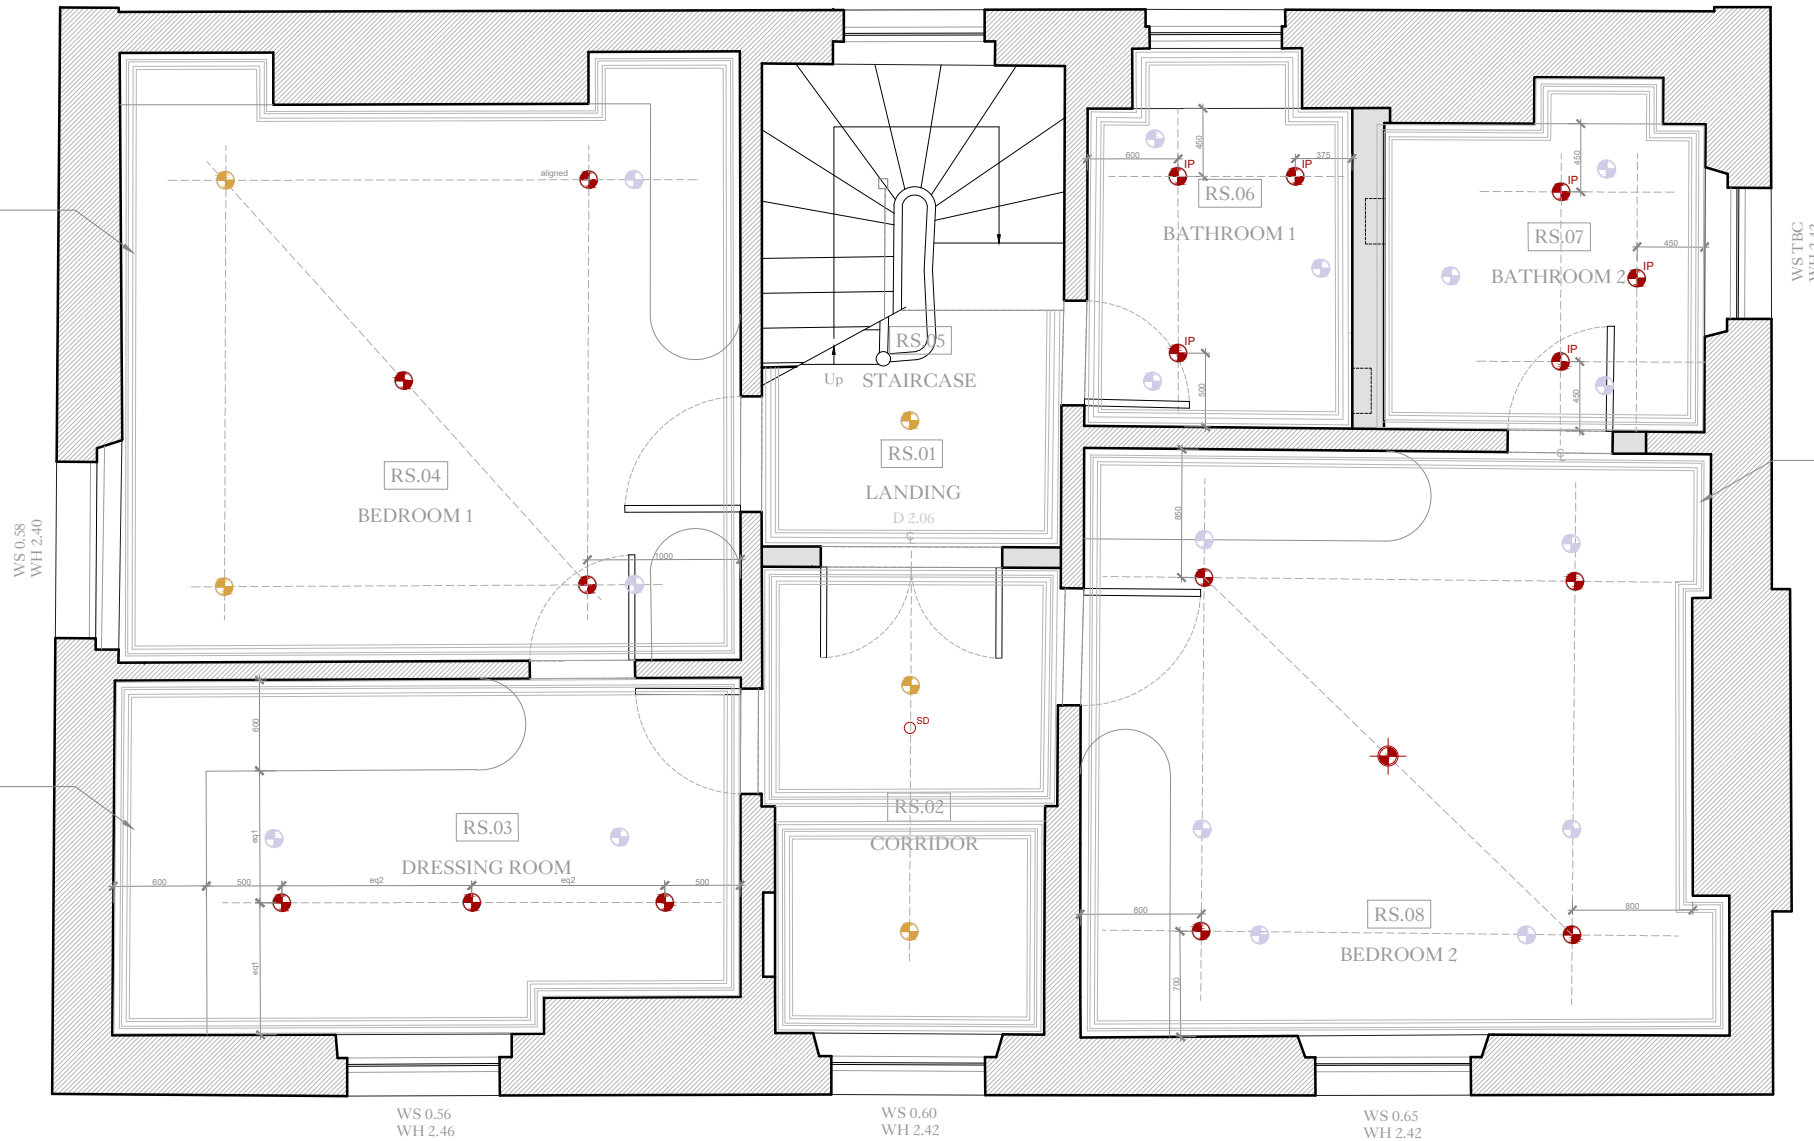 aligned
450
600
375
IP
IP
RS.06
BATHROOM 1
IP
500
450
IP
RS.07
450
BATHROOM 2
IP
IP
450
WS TBC
RS.05
Up
STAIRCASE
RS.01
LANDING
D 2.06
RS.04
BEDROOM 1
1000
WS 0.58
WH 2.40
850
SD
600
RS.02
CORRIDOR
RS.03
DRESSING ROOM
eq1
600
500
eq2
eq2
500
eq1
800
800
RS.08
BEDROOM 2
700
WS 0.56
WH 2.46
WS 0.60
WH 2.42
WS 0.65
WH 2.42